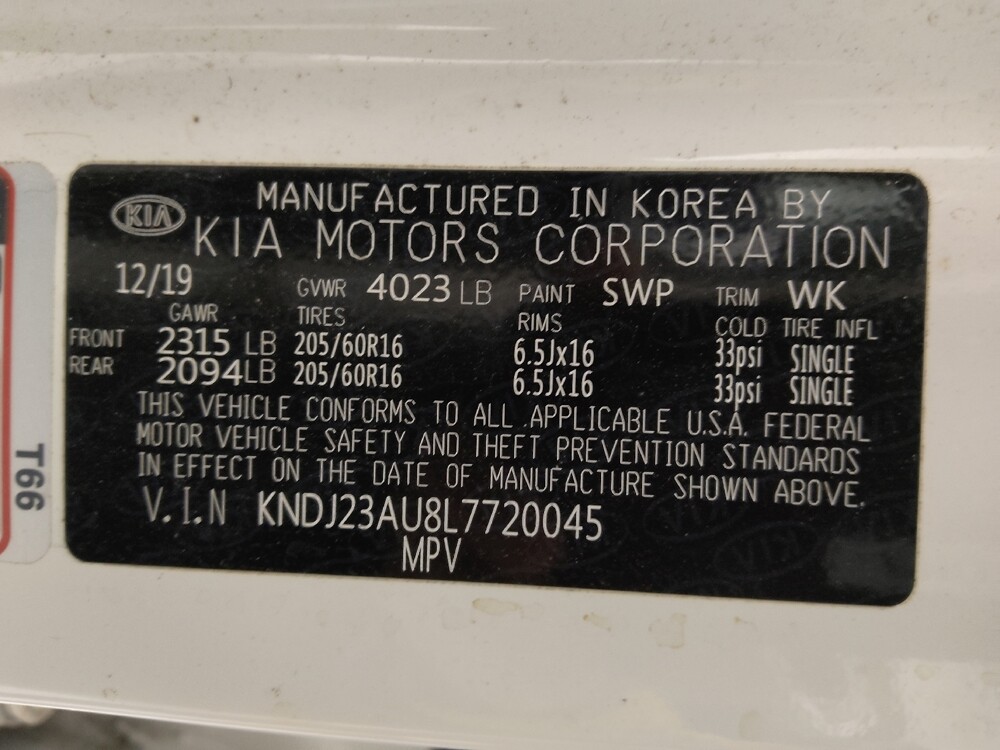 KIA
MANUFACTURED IN KOREA BY
KIA MOTORS CORPORATION
12/19 GVWR 4023 LB PAINT SWP TRIM WK
GAWR TIRES RIMS COLD TIRE INFL
FRONT 2315 LB 205/60R16 6.5Jx16 33psi SINGLE
REAR 2094 LB 205/60R16 6.5Jx16 33psi SINGLE
THIS VEHICLE CONFORMS TO ALL APPLICABLE U.S.A. FEDERAL
MOTOR VEHICLE SAFETY AND THEFT PREVENTION STANDARDS
IN EFFECT ON THE DATE OF MANUFACTURE SHOWN ABOVE.
V.I.N KNDJ23AU8L7720045
MPV
T66